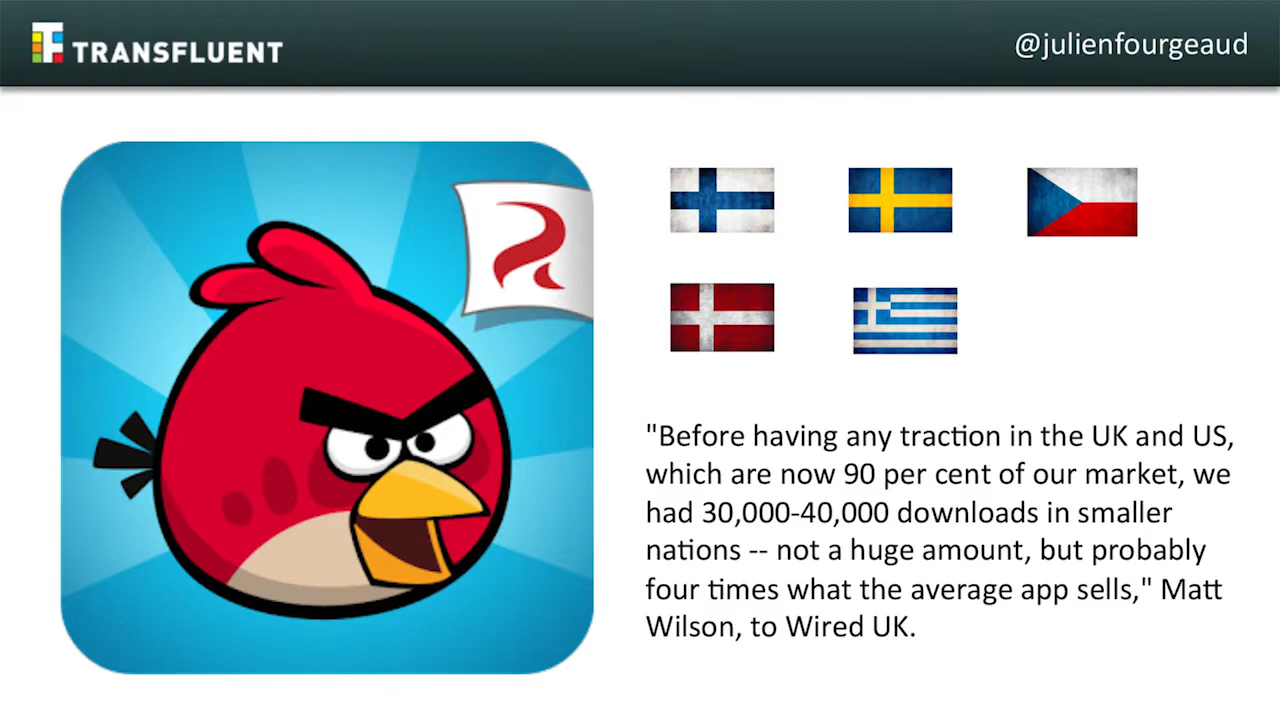 TRANSFLUENT
@julienfourgeaud
"Before having any traction in the UK and US,
which are now 90 per cent of our market, we
had 30,000-40,000 downloads in smaller
nations -- not a huge amount, but probably
four times what the average app sells," Matt
Wilson, to Wired UK.